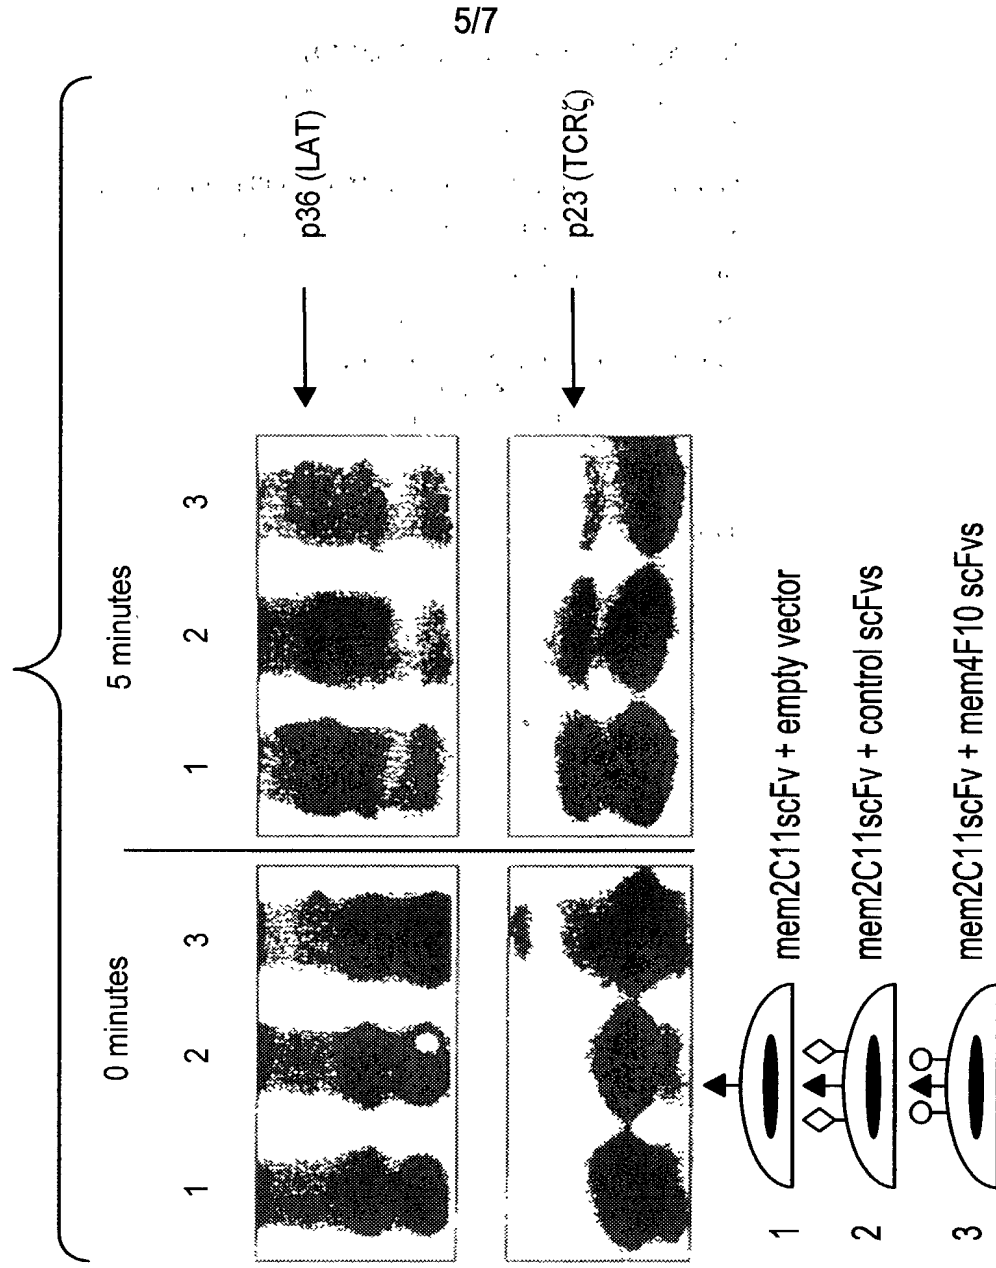 5/7
0 minutes
5 minutes
1 2 3
1 2 3
p36 (LAT)
p23 (TCRζ)
1 mem2C11scFv + empty vector
2 mem2C11scFv + control scFvs
3 mem2C11scFv + mem4F10 scFvs